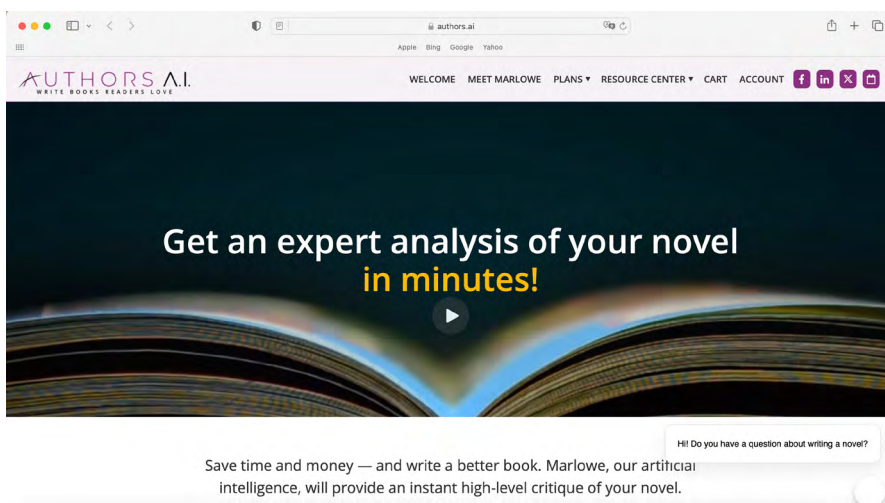 authors.ai
Apple Bing Google Yahoo
AUTHORS A.I.
WRITE BOOKS READERS LOVE
WELCOME MEET MARLOWE PLANS ▾ RESOURCE CENTER ▾ CART ACCOUNT
Get an expert analysis of your novel
in minutes!
Hi! Do you have a question about writing a novel?
Save time and money — and write a better book. Marlowe, our artificial
intelligence, will provide an instant high-level critique of your novel.